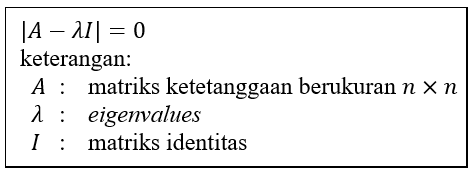 |A − λI| = 0
keterangan:
A : matriks ketetanggaan berukuran n × n
λ : eigenvalues
I : matriks identitas